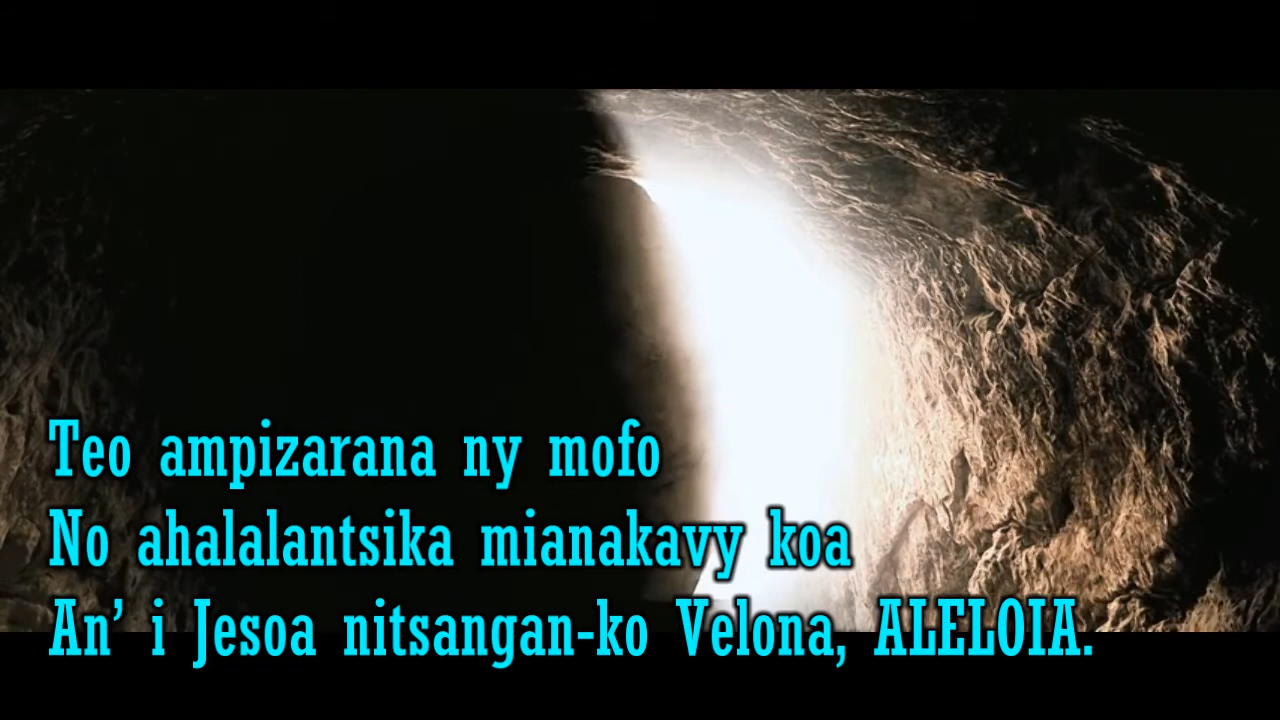 Teo ampizarana ny mofo
No ahalalantsika mianakavy koa
An’ i Jesoa nitsangan-ko Velona, ALELOIA.